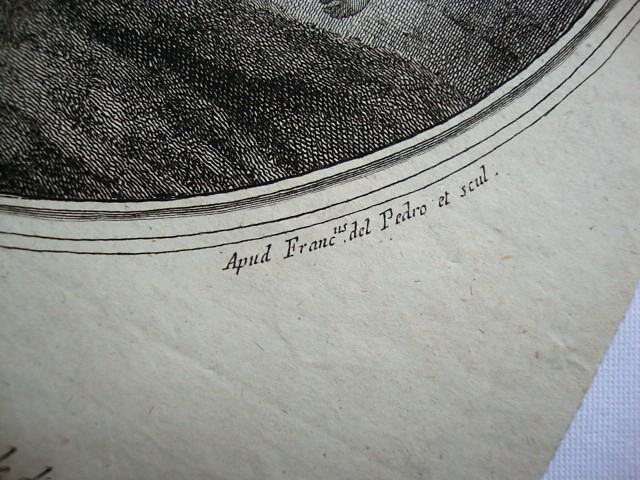 Apud Franc.us del Pedro et scul.